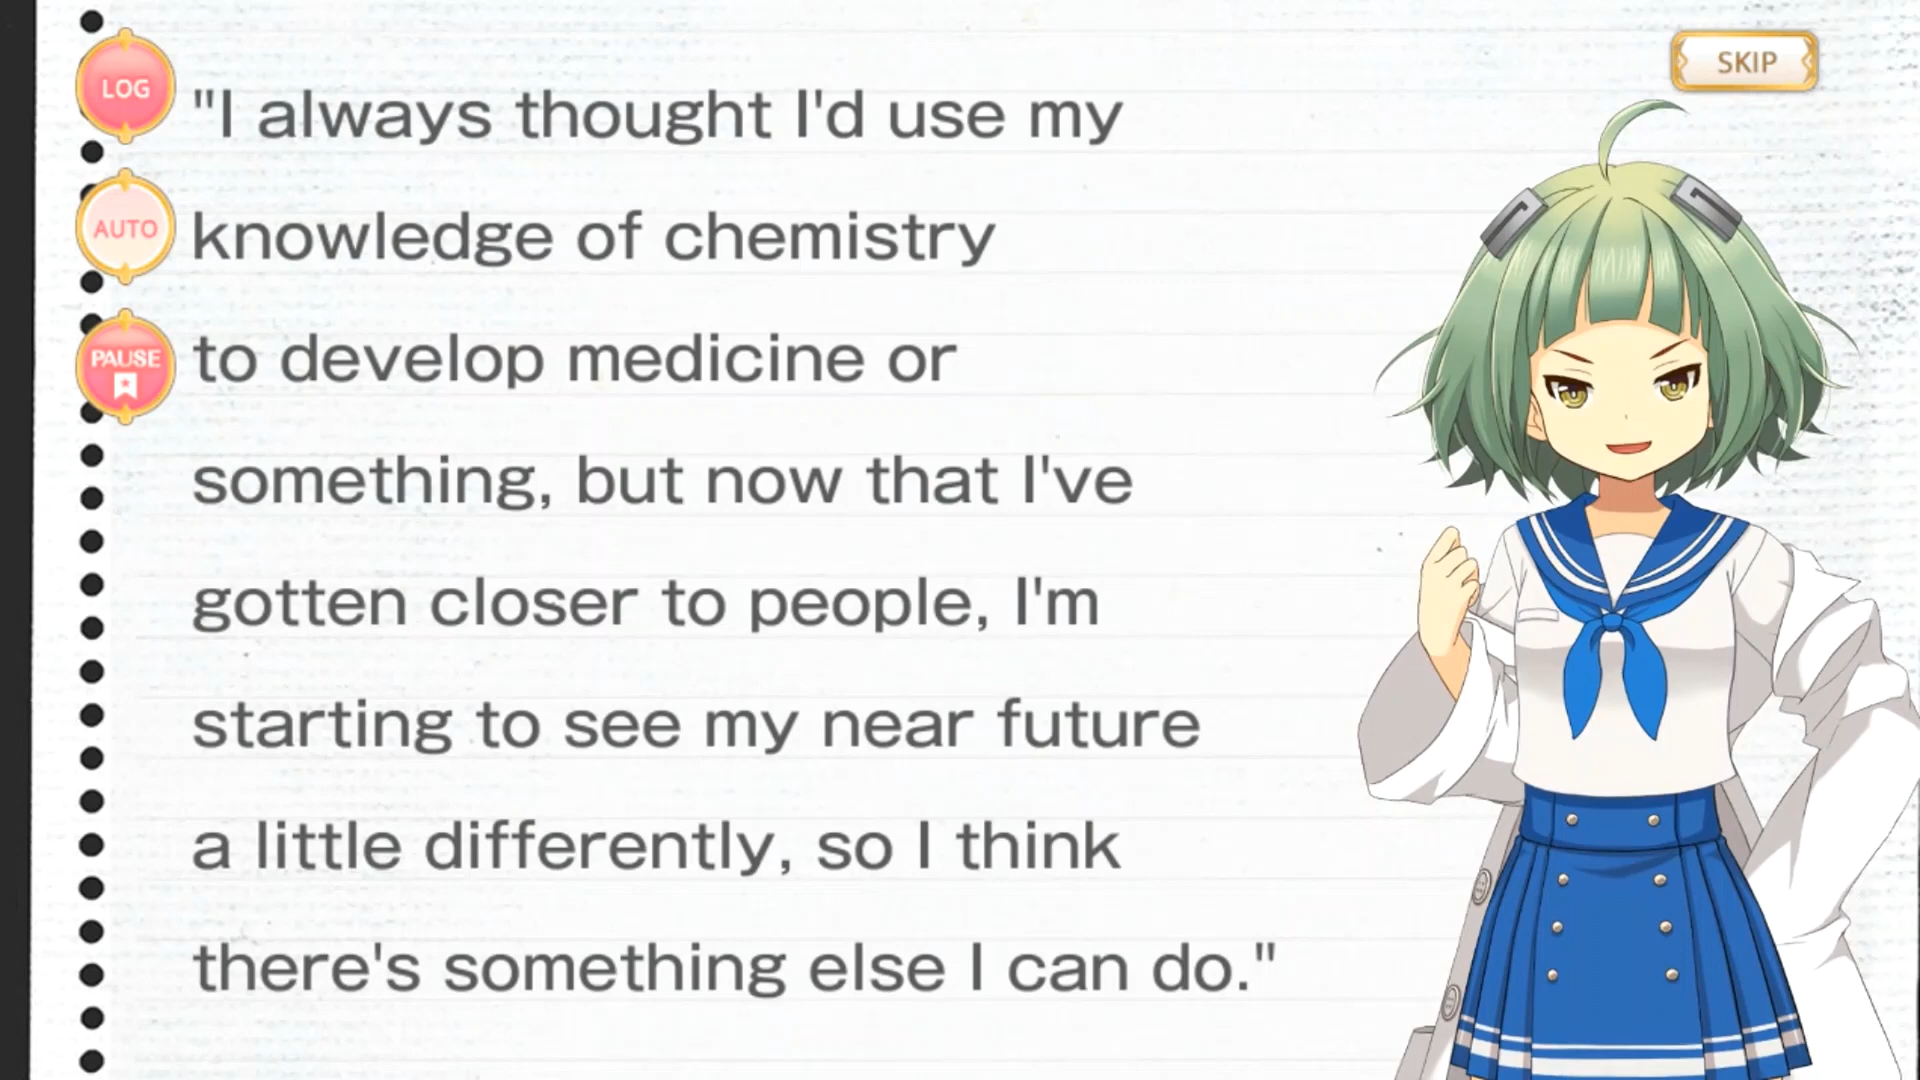 LOG
SKIP
"I always thought I'd use my
AUTO
knowledge of chemistry
PAUSE
to develop medicine or
something, but now that I've
gotten closer to people, I'm
starting to see my near future
a little differently, so I think
there's something else I can do."